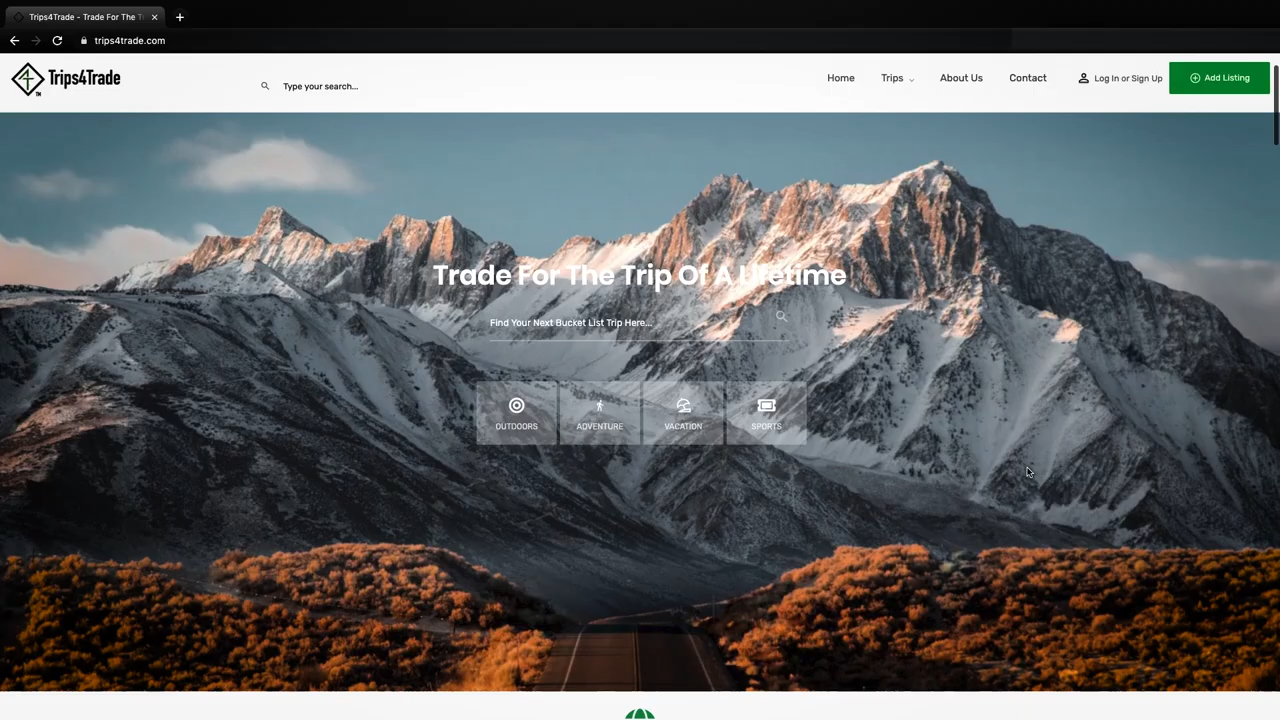 Trips4Trade - Trade For The T
trips4trade.com
4
TM
Trips4Trade
Type your search...
Home
Trips
About Us
Contact
Log In or Sign Up
Add Listing
Trade For The Trip Of A Lifetime
Find Your Next Bucket List Trip Here...
OUTDOORS
ADVENTURE
VACATION
SPORTS